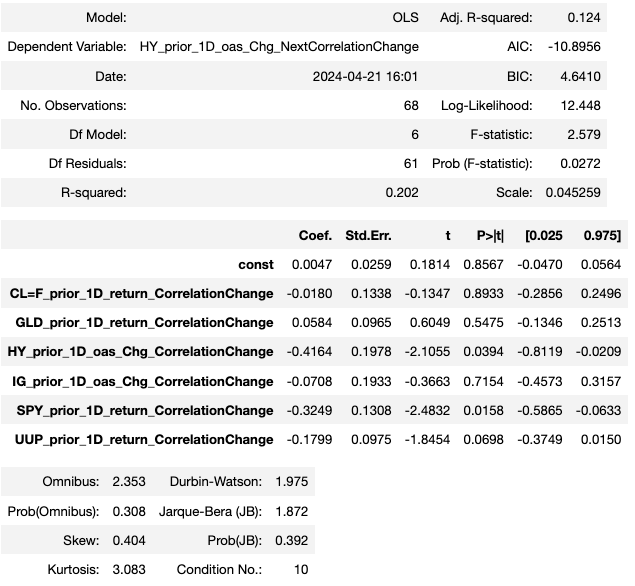 Model: OLS Adj. R-squared: 0.124
Dependent Variable: HY_prior_1D_oas_Chg_NextCorrelationChange AIC: -10.8956
Date: 2024-04-21 16:01 BIC: 4.6410
No. Observations: 68 Log-Likelihood: 12.448
Df Model: 6 F-statistic: 2.579
Df Residuals: 61 Prob (F-statistic): 0.0272
R-squared: 0.202 Scale: 0.045259
Coef. Std.Err. t P>|t| [0.025 0.975]
const 0.0047 0.0259 0.1814 0.8567 -0.0470 0.0564
CL=F_prior_1D_return_CorrelationChange -0.0180 0.1338 -0.1347 0.8933 -0.2856 0.2496
GLD_prior_1D_return_CorrelationChange 0.0584 0.0965 0.6049 0.5475 -0.1346 0.2513
HY_prior_1D_oas_Chg_CorrelationChange -0.4164 0.1978 -2.1055 0.0394 -0.8119 -0.0209
IG_prior_1D_oas_Chg_CorrelationChange -0.0708 0.1933 -0.3663 0.7154 -0.4573 0.3157
SPY_prior_1D_return_CorrelationChange -0.3249 0.1308 -2.4832 0.0158 -0.5865 -0.0633
UUP_prior_1D_return_CorrelationChange -0.1799 0.0975 -1.8454 0.0698 -0.3749 0.0150
Omnibus: 2.353 Durbin-Watson: 1.975
Prob(Omnibus): 0.308 Jarque-Bera (JB): 1.872
Skew: 0.404 Prob(JB): 0.392
Kurtosis: 3.083 Condition No.: 10